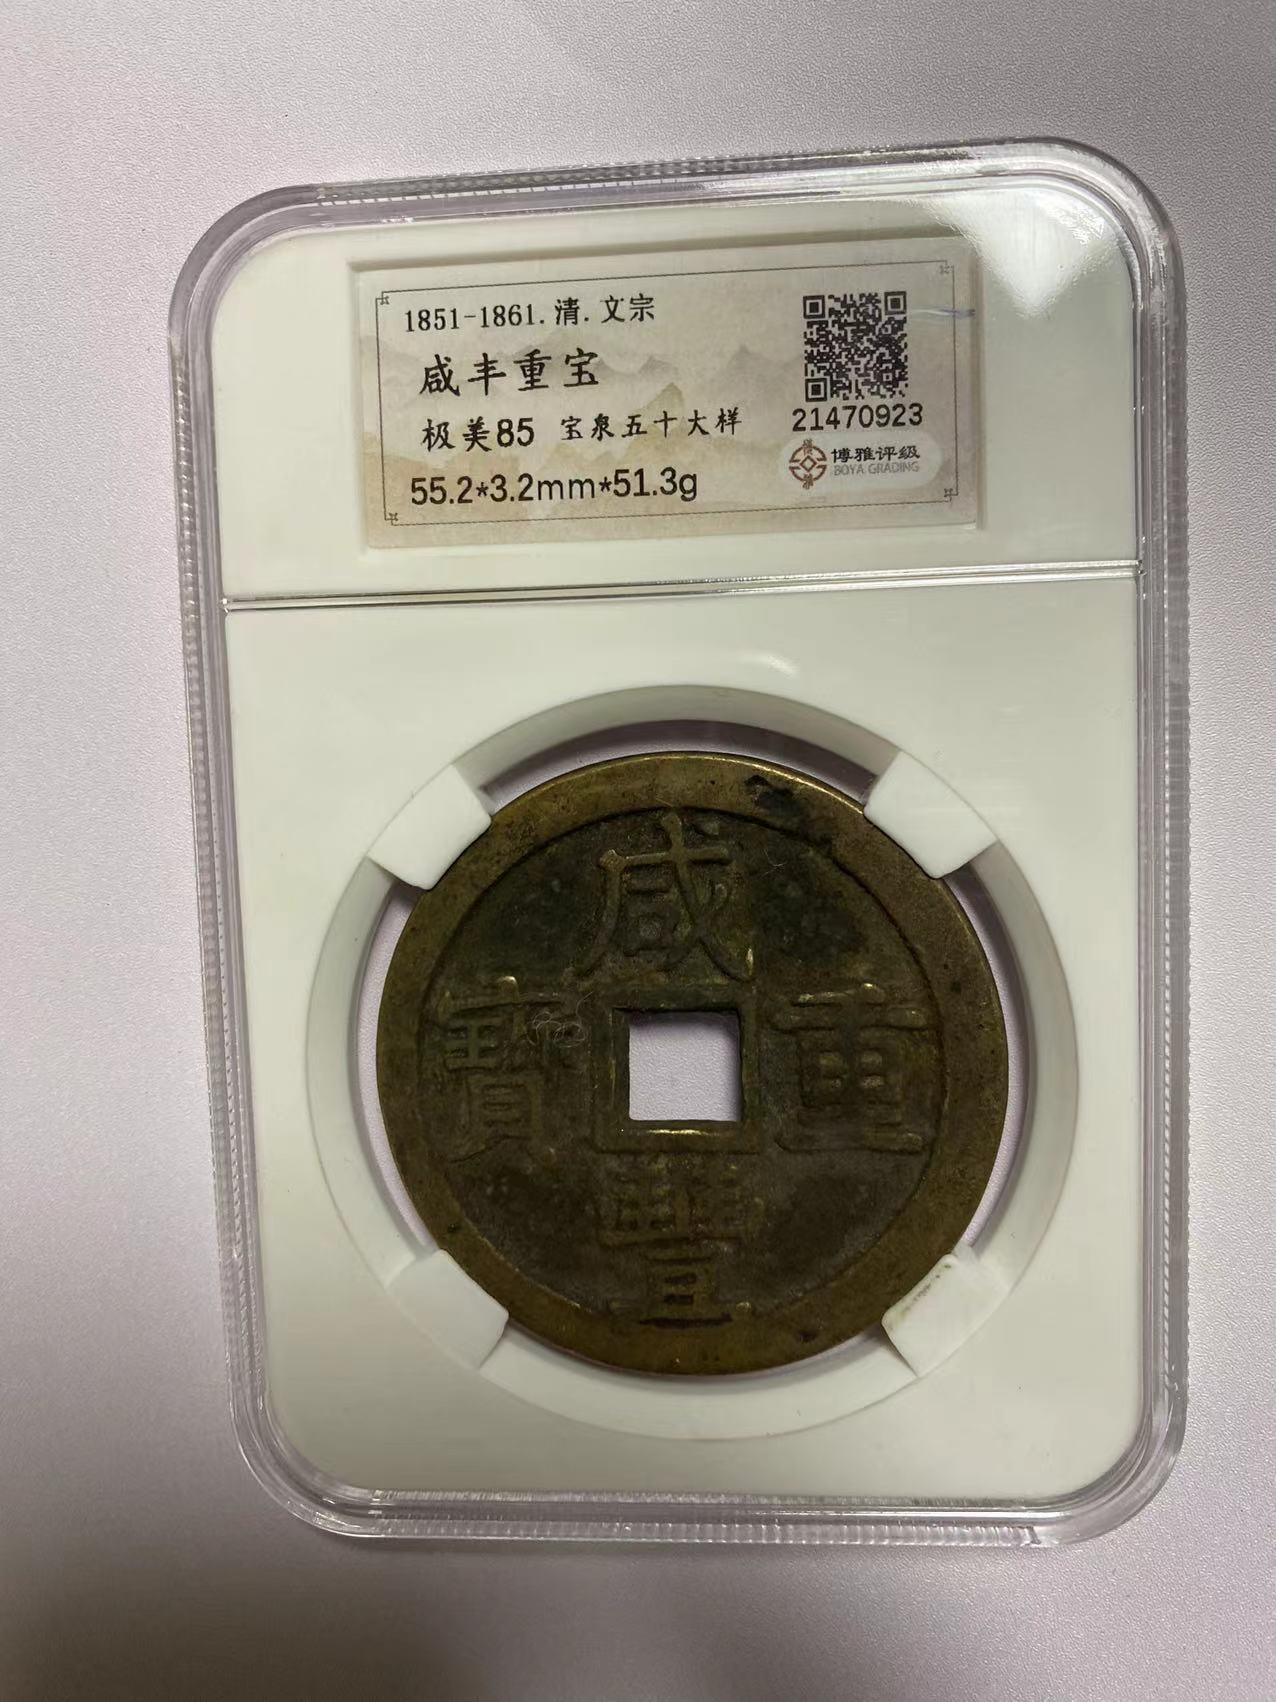 1851-1861.清.文宗
咸丰重宝
极美85 宝泉五十大样
55.2*3.2mm*51.3g
21470923
博雅评级
BOYA GRADING
咸
寶 重
豐